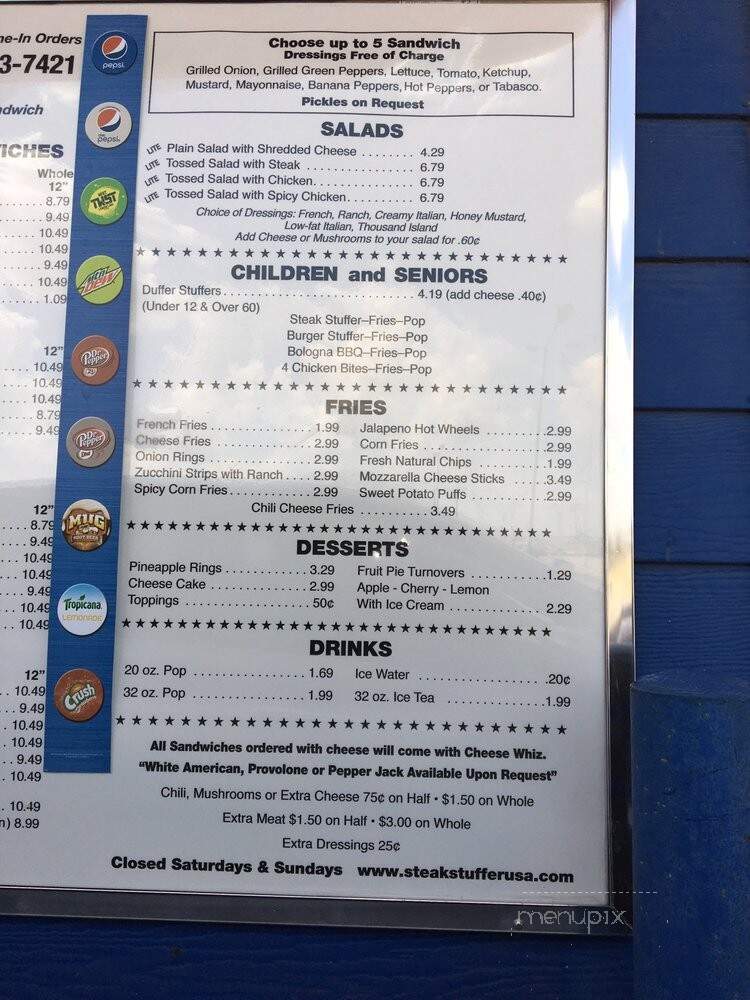 ne-In Orders
3-7421
dwich
ICHES
Whole
12"
8.79
9.49
10.49
10.49
9.49
10.49
1.09
12"
10.49
10.49
10.49
8.79
9.49
12"
8.79
9.49
10.49
10.49
9.49
10.49
10.49
12"
10.49
9.49
10.49
10.49
9.49
10.49
10.49
n) 8.99
pepsi
diet pepsi
TWST
mtn DEW
Dr Pepper
Dr Pepper
MUG
ROOT BEER
Tropicana
LEMONADE
Crush
Choose up to 5 Sandwich
Dressings Free of Charge
Grilled Onion, Grilled Green Peppers, Lettuce, Tomato, Ketchup,
Mustard, Mayonnaise, Banana Peppers, Hot Peppers, or Tabasco.
Pickles on Request
SALADS
LITE Plain Salad with Shredded Cheese ........ 4.29
LITE Tossed Salad with Steak ................ 6.79
LITE Tossed Salad with Chicken.............. 6.79
LITE Tossed Salad with Spicy Chicken......... 6.79
Choice of Dressings: French, Ranch, Creamy Italian, Honey Mustard,
Low-fat Italian, Thousand Island
Add Cheese or Mushrooms to your salad for .60¢
CHILDREN and SENIORS
Duffer Stuffers............................ 4.19 (add cheese .40¢)
(Under 12 & Over 60)
Steak Stuffer–Fries–Pop
Burger Stuffer–Fries–Pop
Bologna BBQ–Fries–Pop
4 Chicken Bites–Fries–Pop
FRIES
French Fries ............... 1.99
Cheese Fries ............... 2.99
Onion Rings ................ 2.99
Zucchini Strips with Ranch .... 2.99
Spicy Corn Fries............ 2.99
Jalapeno Hot Wheels ......... .2.99
Corn Fries .................. .2.99
Fresh Natural Chips ......... .1.99
Mozzarella Cheese Sticks ..... .3.49
Sweet Potato Puffs .......... .2.99
Chili Cheese Fries .......... 3.49
DESSERTS
Pineapple Rings ............. 3.29
Cheese Cake ................ 2.99
Toppings ................... 50¢
Fruit Pie Turnovers ...........1.29
Apple - Cherry - Lemon
With Ice Cream .............. 2.29
DRINKS
20 oz. Pop ................. 1.69
32 oz. Pop ................. 1.99
Ice Water .................. .20¢
32 oz. Ice Tea ............. .1.99
All Sandwiches ordered with cheese will come with Cheese Whiz.
“White American, Provolone or Pepper Jack Available Upon Request”
Chili, Mushrooms or Extra Cheese 75¢ on Half • $1.50 on Whole
Extra Meat $1.50 on Half • $3.00 on Whole
Extra Dressings 25¢
Closed Saturdays & Sundays www.steakstufferusa.com
menupix